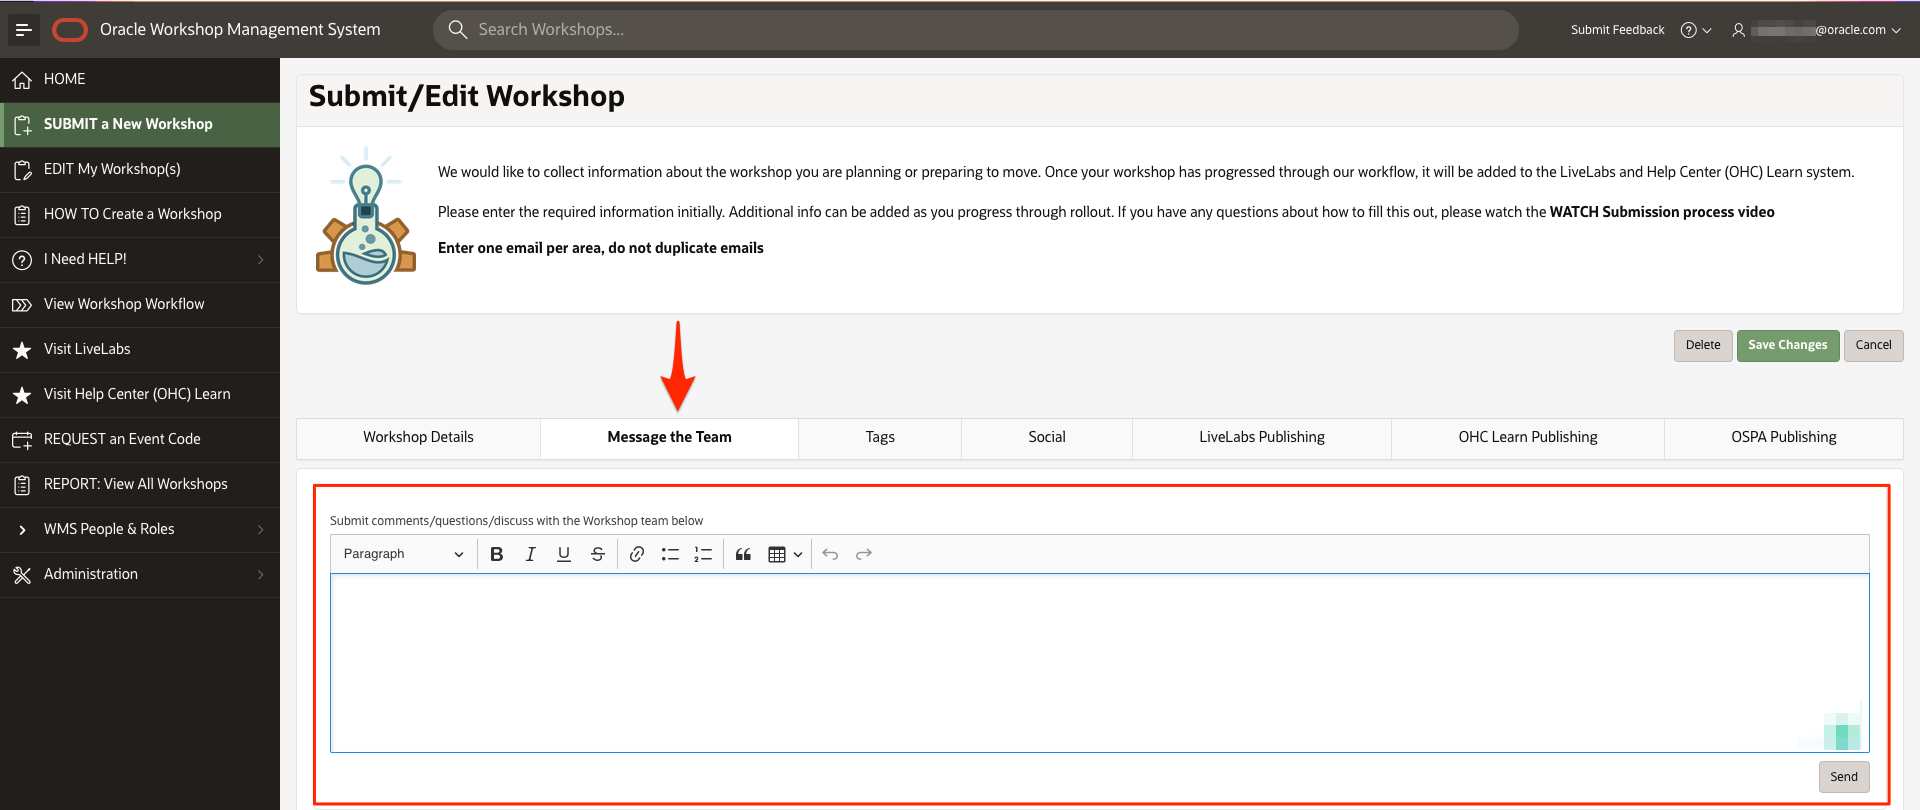 Oracle Workshop Management System
Search Workshops...
Submit Feedback
@oracle.com
HOME
SUBMIT a New Workshop
EDIT My Workshop(s)
HOW TO Create a Workshop
I Need HELP!
View Workshop Workflow
Visit LiveLabs
Visit Help Center (OHC) Learn
REQUEST an Event Code
REPORT: View All Workshops
WMS People & Roles
Administration
Submit/Edit Workshop
We would like to collect information about the workshop you are planning or preparing to move. Once your workshop has progressed through our workflow, it will be added to the LiveLabs and Help Center (OHC) Learn system.
Please enter the required information initially. Additional info can be added as you progress through rollout. If you have any questions about how to fill this out, please watch the WATCH Submission process video
Enter one email per area, do not duplicate emails
Delete
Save Changes
Cancel
Workshop Details
Message the Team
Tags
Social
LiveLabs Publishing
OHC Learn Publishing
OSPA Publishing
Submit comments/questions/discuss with the Workshop team below
Paragraph
Send